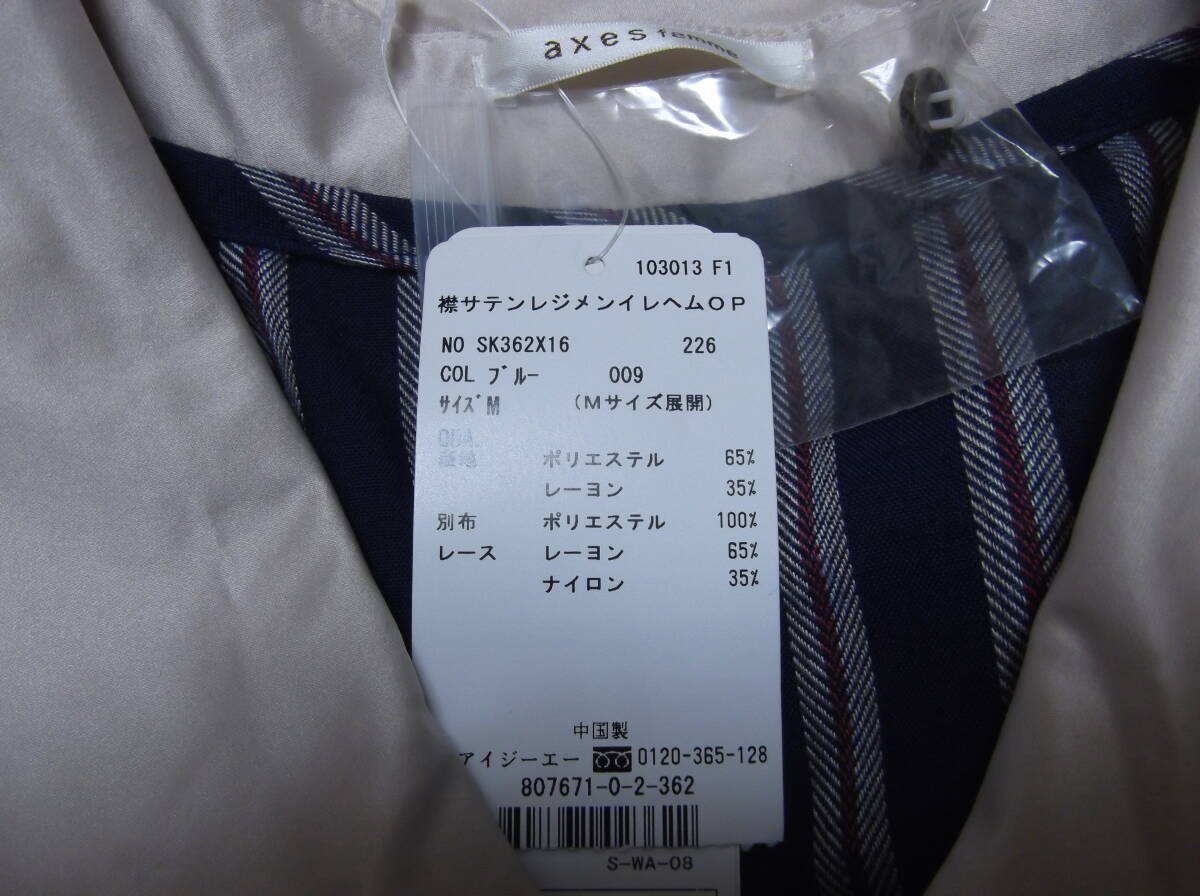 axes femme
103013 F1
襟サテンレジメンイレヘムOP
NO SK362X16 226
COL ブルー 009
サイズ M (Mサイズ展開)
QUA.
ポリエステル 65%
レーヨン 35%
別布 ポリエステル 100%
レース レーヨン 65%
ナイロン 35%
中国製
アイジーエー 0120-365-128
807671-0-2-362
S-WA-08